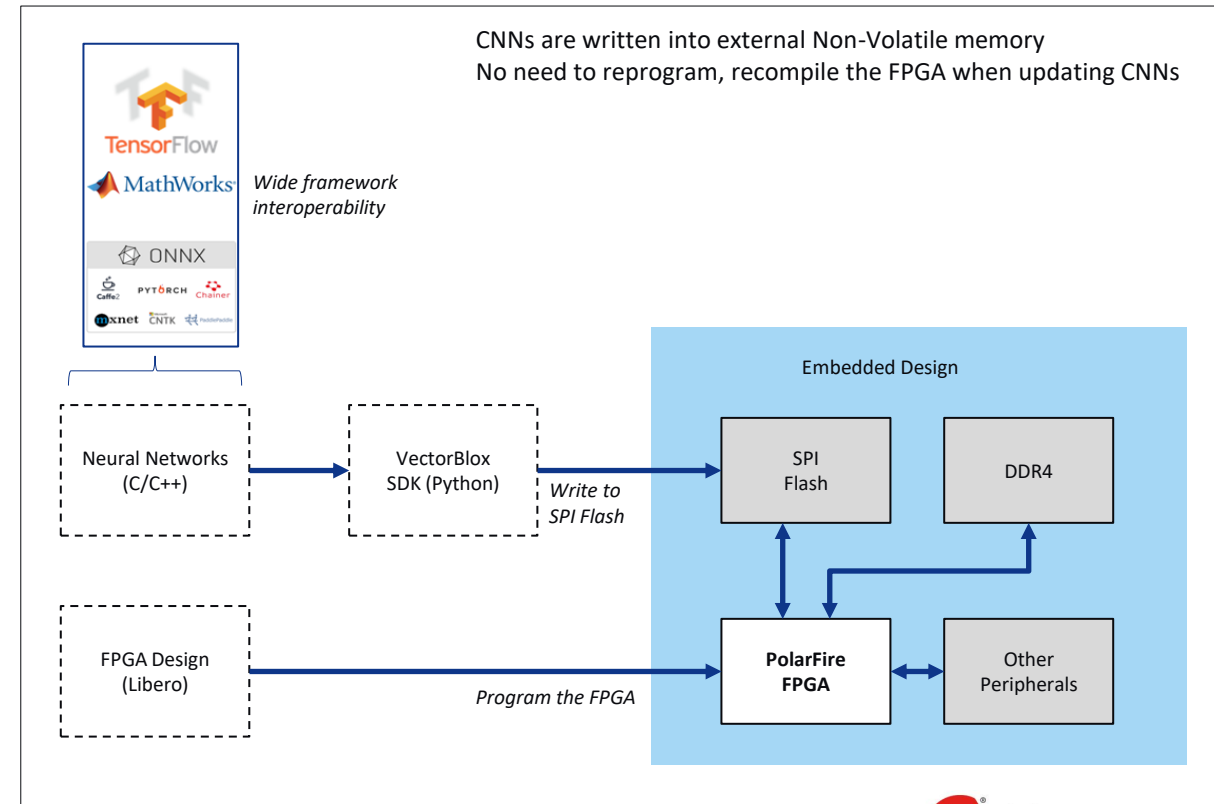 CNNs are written into external Non-Volatile memory
No need to reprogram, recompile the FPGA when updating CNNs
TensorFlow
MathWorks®
Wide framework
interoperability
ONNX
Caffe2
PYTORCH
Chainer
mxnet
Microsoft
CNTK
PaddlePaddle
Embedded Design
Neural Networks
(C/C++)
VectorBlox
SDK (Python)
Write to
SPI Flash
SPI
Flash
DDR4
FPGA Design
(Libero)
Program the FPGA
PolarFire
FPGA
Other
Peripherals
®